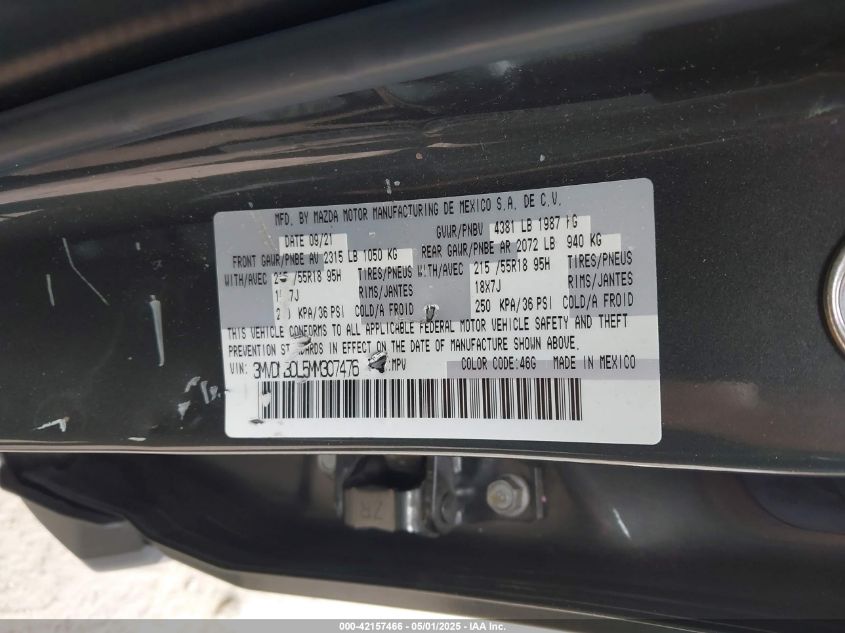 MFD. BY MAZDA MOTOR MANUFACTURING DE MEXICO S.A. DE C.V.
DATE 09/21 GVWR/PNBV 4381 LB 1987 KG
FRONT GAWR/PNBE AV 2315 LB 1050 KG REAR GAWR/PNBE AR 2072 LB 940 KG
WITH/AVEC /55R18 95H TIRES/PNEUS WITH/AVEC 215 /55R18 95H TIRES/PNEUS
RIMS/JANTES 18X7J RIMS/JANTES
KPA/36 PSI COLD/A FROID 250 KPA/36 PSI COLD/A FROID
THIS VEHICLE CONFORMS TO ALL APPLICABLE FEDERAL MOTOR VEHICLE SAFETY AND THEFT
PREVENTION IN EFFECT ON THE DATE OF MANUFACTURE SHOWN ABOVE.
VIN: :MPV COLOR CODE:46G MADE IN MEXICO
ZR
000-42157466 - 05/01/2025 - IAA Inc.